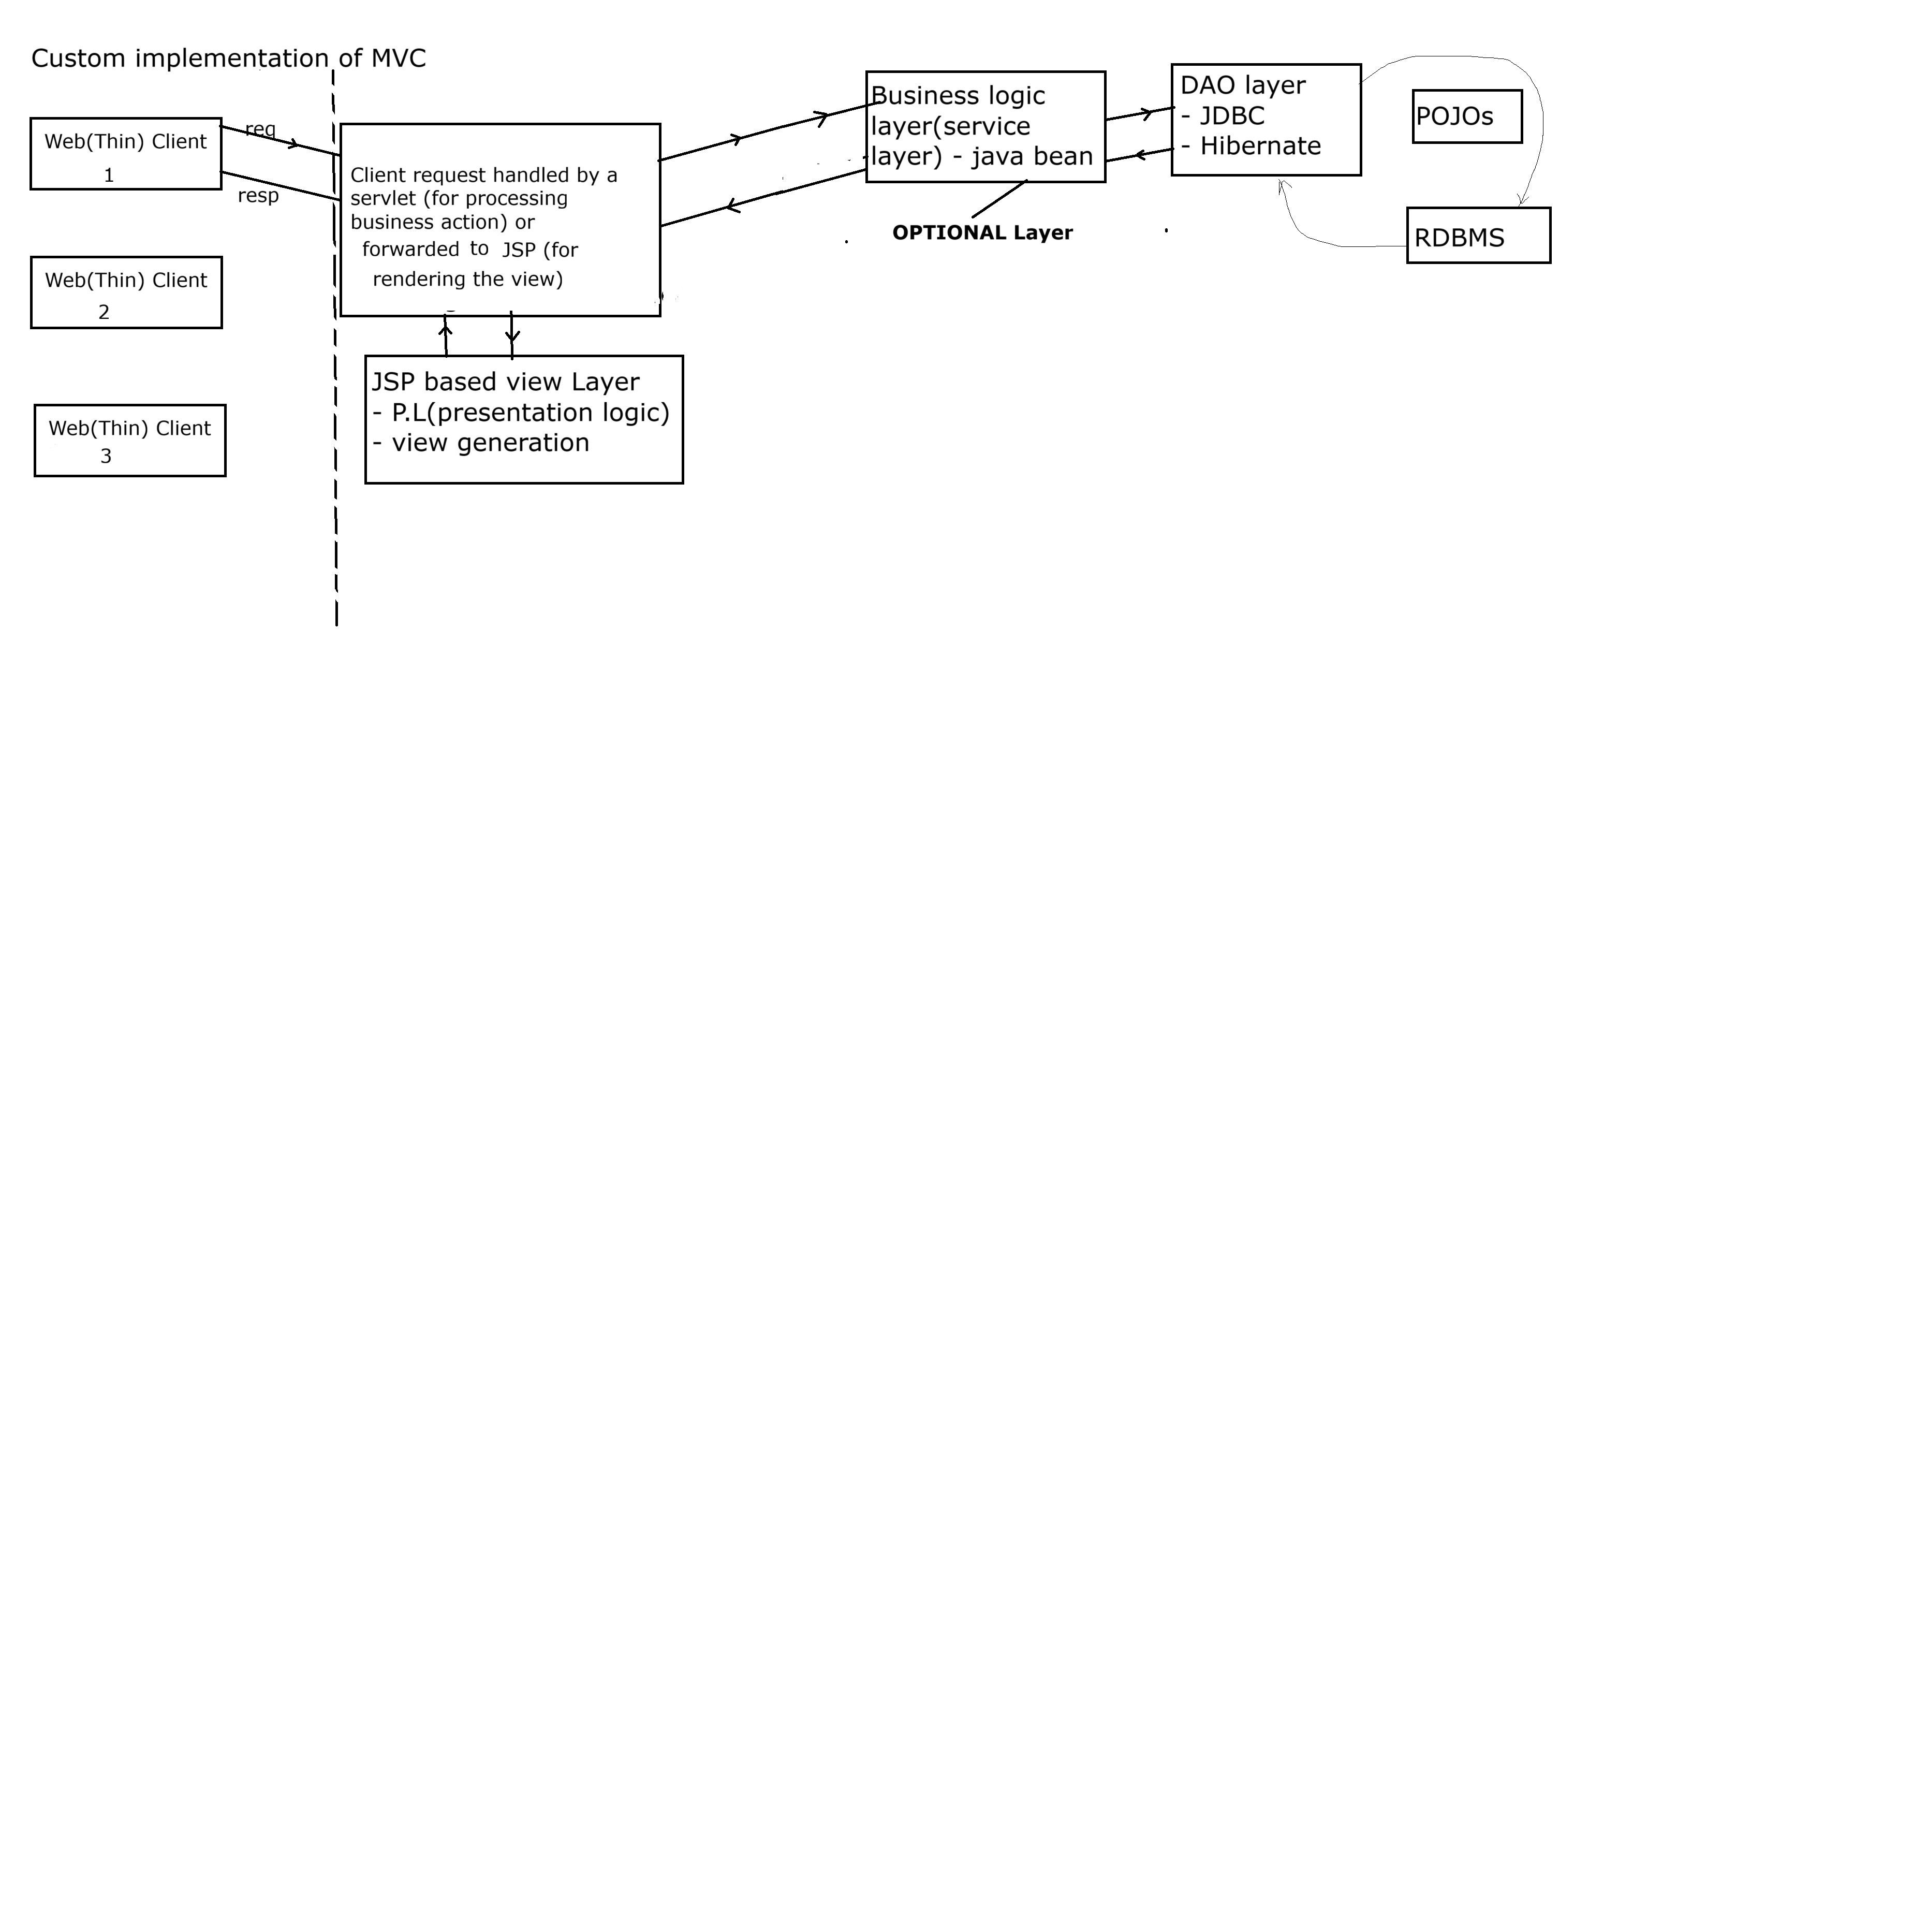 Custom implementation of MVC
Web(Thin) Client
1
req
resp
Web(Thin) Client
2
Web(Thin) Client
3
Client request handled by a
servlet (for processing
business action) or
forwarded to JSP (for
rendering the view)
JSP based view Layer
- P.L(presentation logic)
- view generation
Business logic
layer(service
layer) - java bean
OPTIONAL Layer
DAO layer
- JDBC
- Hibernate
POJOs
RDBMS